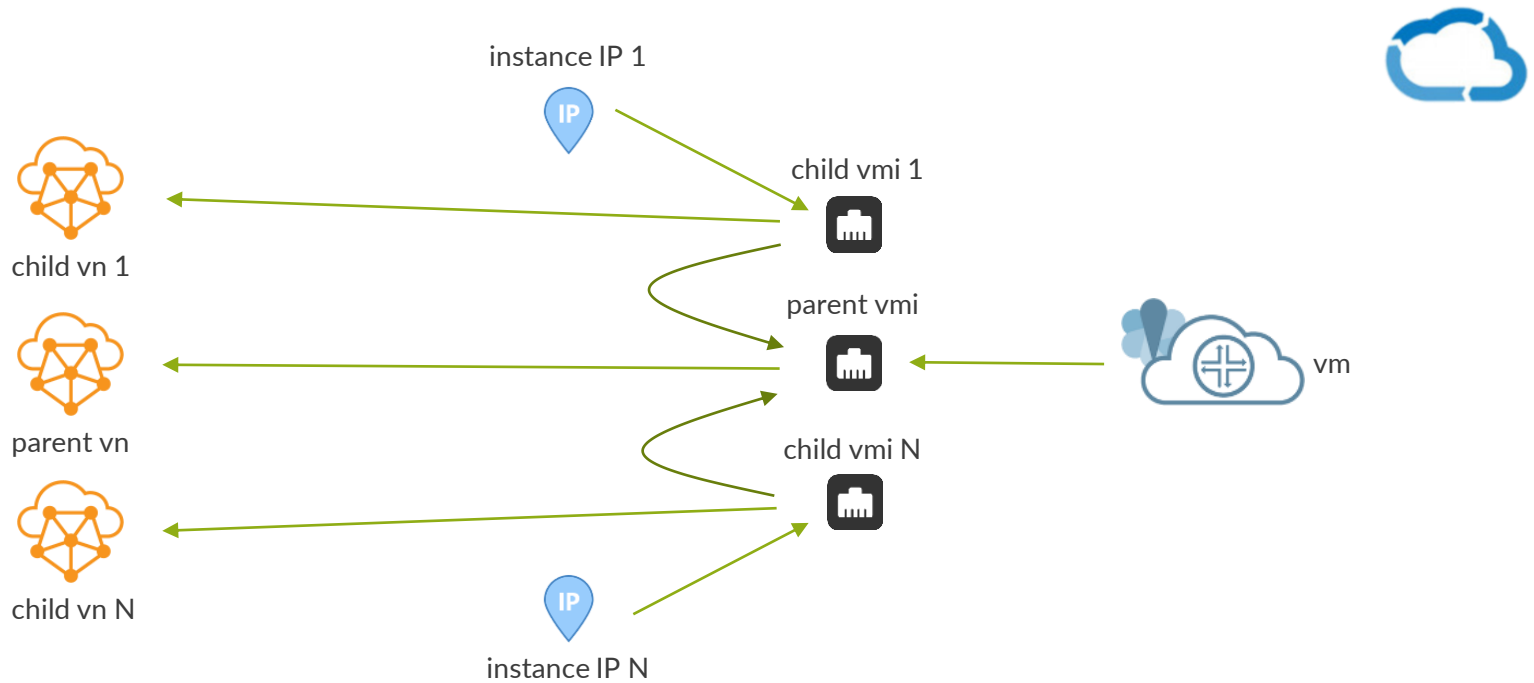 instance IP 1
IP
child vmi 1
child vn 1
parent vmi
vm
parent vn
child vmi N
child vn N
IP
instance IP N